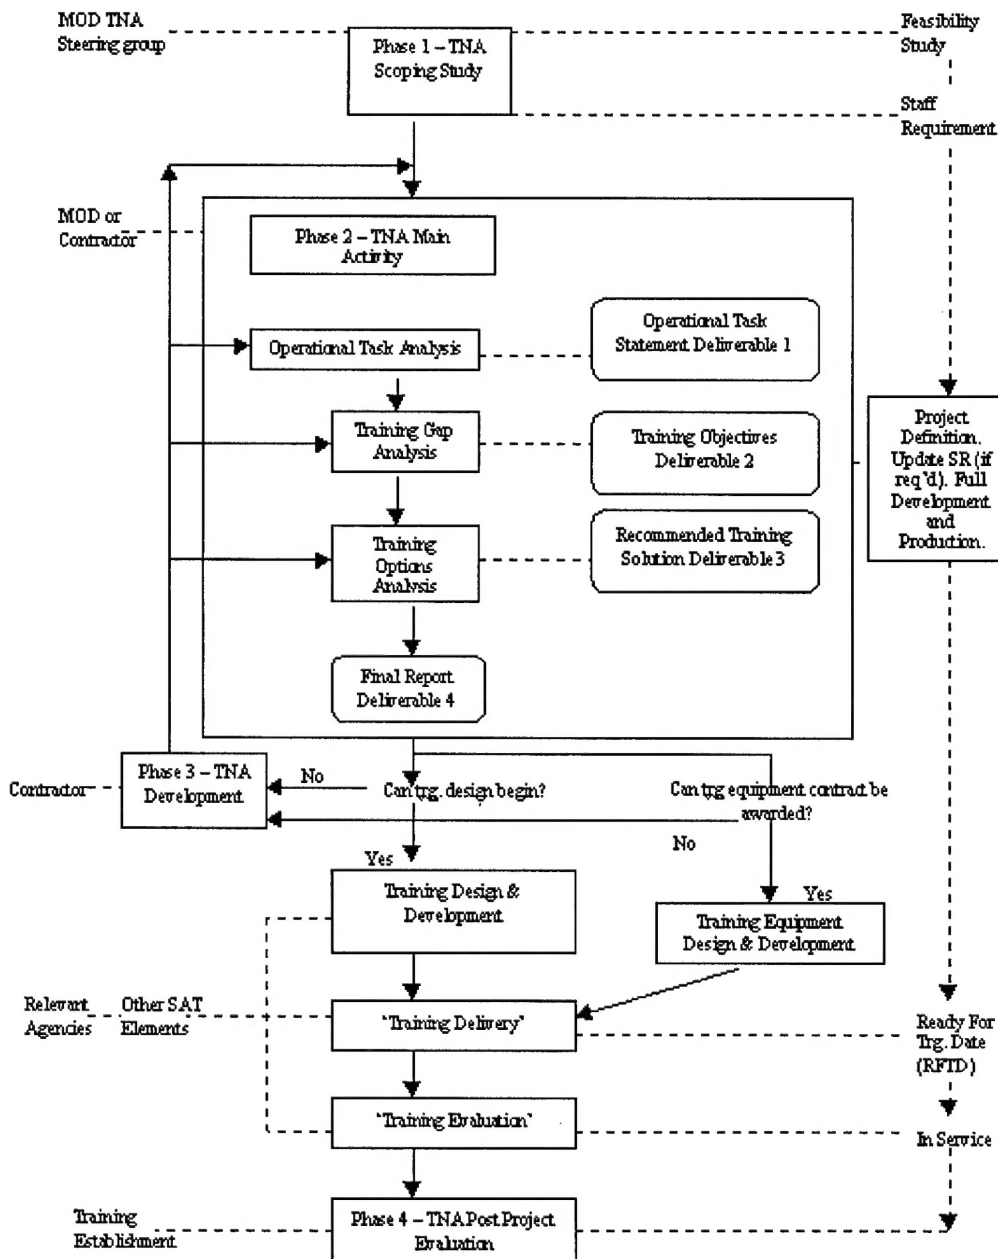 MOD TNA
Steering group
Phase 1 – TNA
Scoping Study
Feasibility
Study
Staff
Requirement
MOD or
Contractor
Phase 2 – TNA Main
Activity
Operational Task Analysis
Operational Task
Statement Deliverable 1
Training Gap
Analysis
Training Objectives
Deliverable 2
Project
Definition.
Update SR (if
req'd). Full
Development
and
Production.
Training
Options
Analysis
Recommended Training
Solution Deliverable 3
Final Report
Deliverable 4
Contractor
Phase 3 – TNA
Development
No
Can trg. design begin?
Can trg equipment contract be
awarded?
No
Yes
Training Design &
Development
Yes
Training Equipment
Design & Development
Relevant
Agencies
Other SAT
Elements
'Training Delivery'
Ready For
Trg. Date
(RFTD)
'Training Evaluation'
In Service
Training
Establishment
Phase 4 – TNA Post Project
Evaluation